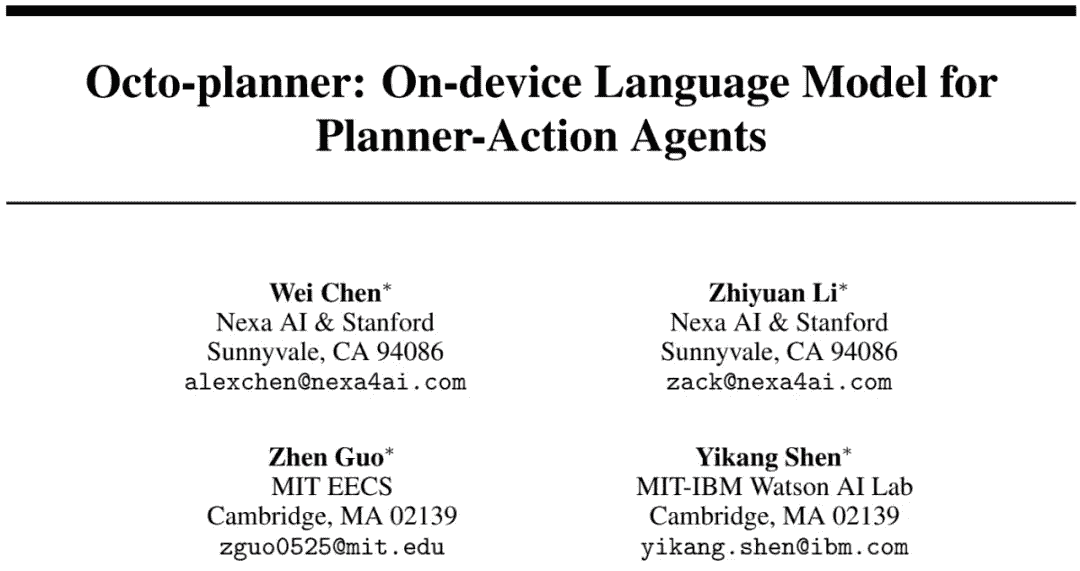 Octo-planner: On-device Language Model for
Planner-Action Agents
Wei Chen*
Nexa AI & Stanford
Sunnyvale, CA 94086
alexchen@nexa4ai.com
Zhiyuan Li*
Nexa AI & Stanford
Sunnyvale, CA 94086
zack@nexa4ai.com
Zhen Guo*
MIT EECS
Cambridge, MA 02139
zguo0525@mit.edu
Yikang Shen*
MIT-IBM Watson AI Lab
Cambridge, MA 02139
yikang.shen@ibm.com